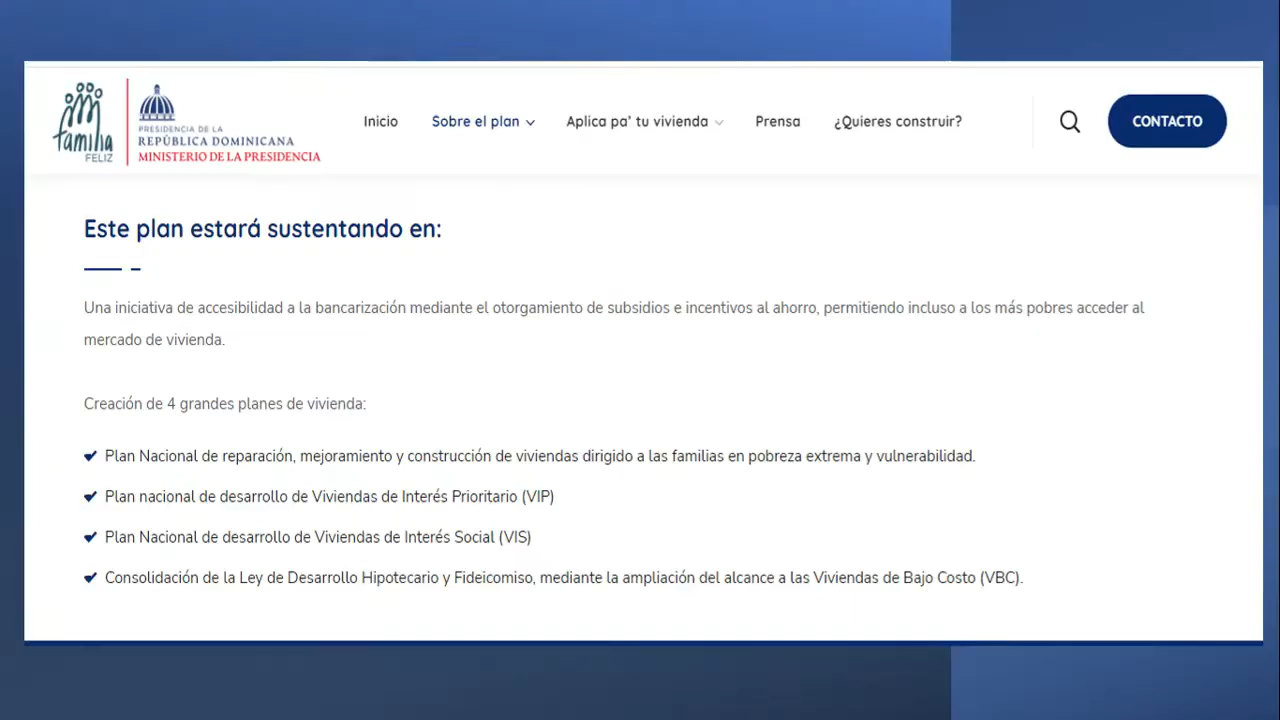 familia
FELIZ
PRESIDENCIA DE LA
REPÚBLICA DOMINICANA
MINISTERIO DE LA PRESIDENCIA
Inicio
Sobre el plan
Aplica pa' tu vivienda
Prensa
¿Quieres construir?
CONTACTO
Este plan estará sustentando en:
Una iniciativa de accesibilidad a la bancarización mediante el otorgamiento de subsidios e incentivos al ahorro, permitiendo incluso a los más pobres acceder al
mercado de vivienda.
Creación de 4 grandes planes de vivienda:
Plan Nacional de reparación, mejoramiento y construcción de viviendas dirigido a las familias en pobreza extrema y vulnerabilidad.
Plan nacional de desarrollo de Viviendas de Interés Prioritario (VIP)
Plan Nacional de desarrollo de Viviendas de Interés Social (VIS)
Consolidación de la Ley de Desarrollo Hipotecario y Fideicomiso, mediante la ampliación del alcance a las Viviendas de Bajo Costo (VBC).